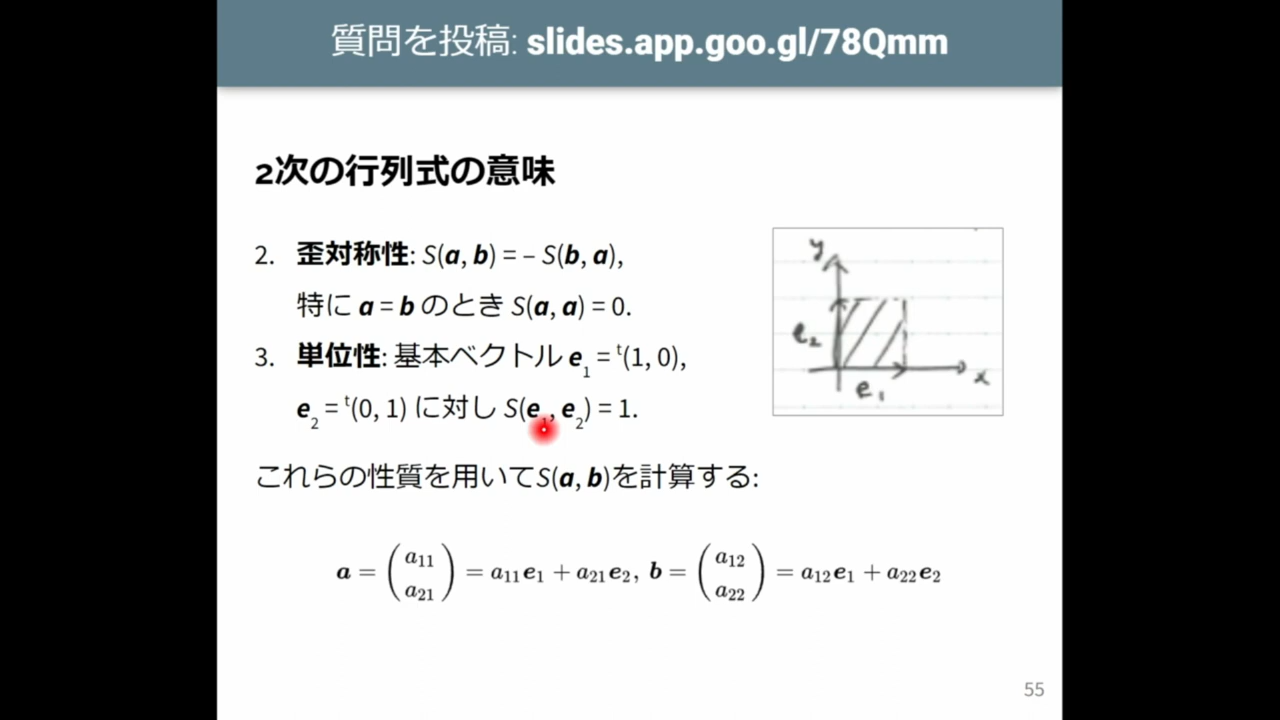 質問を投稿: slides.app.goo.gl/78Qmm
2次の行列式の意味
2. 歪対称性: S(a, b) = – S(b, a),
特に a = b のとき S(a, a) = 0.
3. 単位性: 基本ベクトル e₁ = ᵗ(1, 0),
e₂ = ᵗ(0, 1) に対し S(e₁, e₂) = 1.
y
e₂
e₁
x
これらの性質を用いてS(a, b)を計算する:
a = (a₁₁ a₂₁) = a₁₁e₁ + a₂₁e₂, b = (a₁₂ a₂₂) = a₁₂e₁ + a₂₂e₂
55